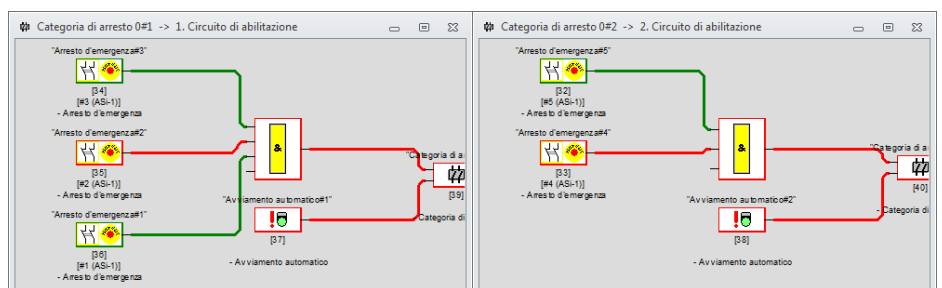 Categoria di arresto 0#1 -> 1. Circuito di abilitazione
"Arresto d'emergenza#3"
[34]
[#3 (ASi-1)]
- Arresto d'emergenza
"Arresto d'emergenza#2"
&
[35]
[#2 (ASi-1)]
- Arresto d'emergenza
"Categoria di a
[39]
"Avviamento automatico#1"
Categoria di
[37]
- Avviamento automatico
"Arresto d'emergenza#1"
[36]
[#1 (ASi-1)]
- Arresto d'emergenza
Categoria di arresto 0#2 -> 2. Circuito di abilitazione
"Arresto d'emergenza#5"
[32]
[#5 (ASi-1)]
- Arresto d'emergenza
"Arresto d'emergenza#4"
&
[33]
[#4 (ASi-1)]
- Arresto d'emergenza
"Categoria di a
[40]
"Avviamento automatico#2"
- Categoria di
[38]
- Avviamento automatico